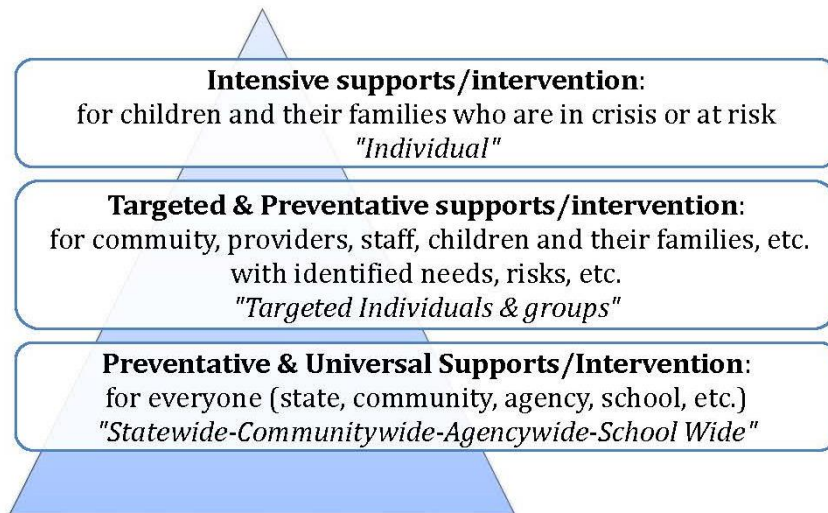 Intensive supports/intervention:
for children and their families who are in crisis or at risk
"Individual"
Targeted & Preventative supports/intervention:
for commuity, providers, staff, children and their families, etc.
with identified needs, risks, etc.
"Targeted Individuals & groups"
Preventative & Universal Supports/Intervention:
for everyone (state, community, agency, school, etc.)
"Statewide-Communitywide-Agencywide-School Wide"